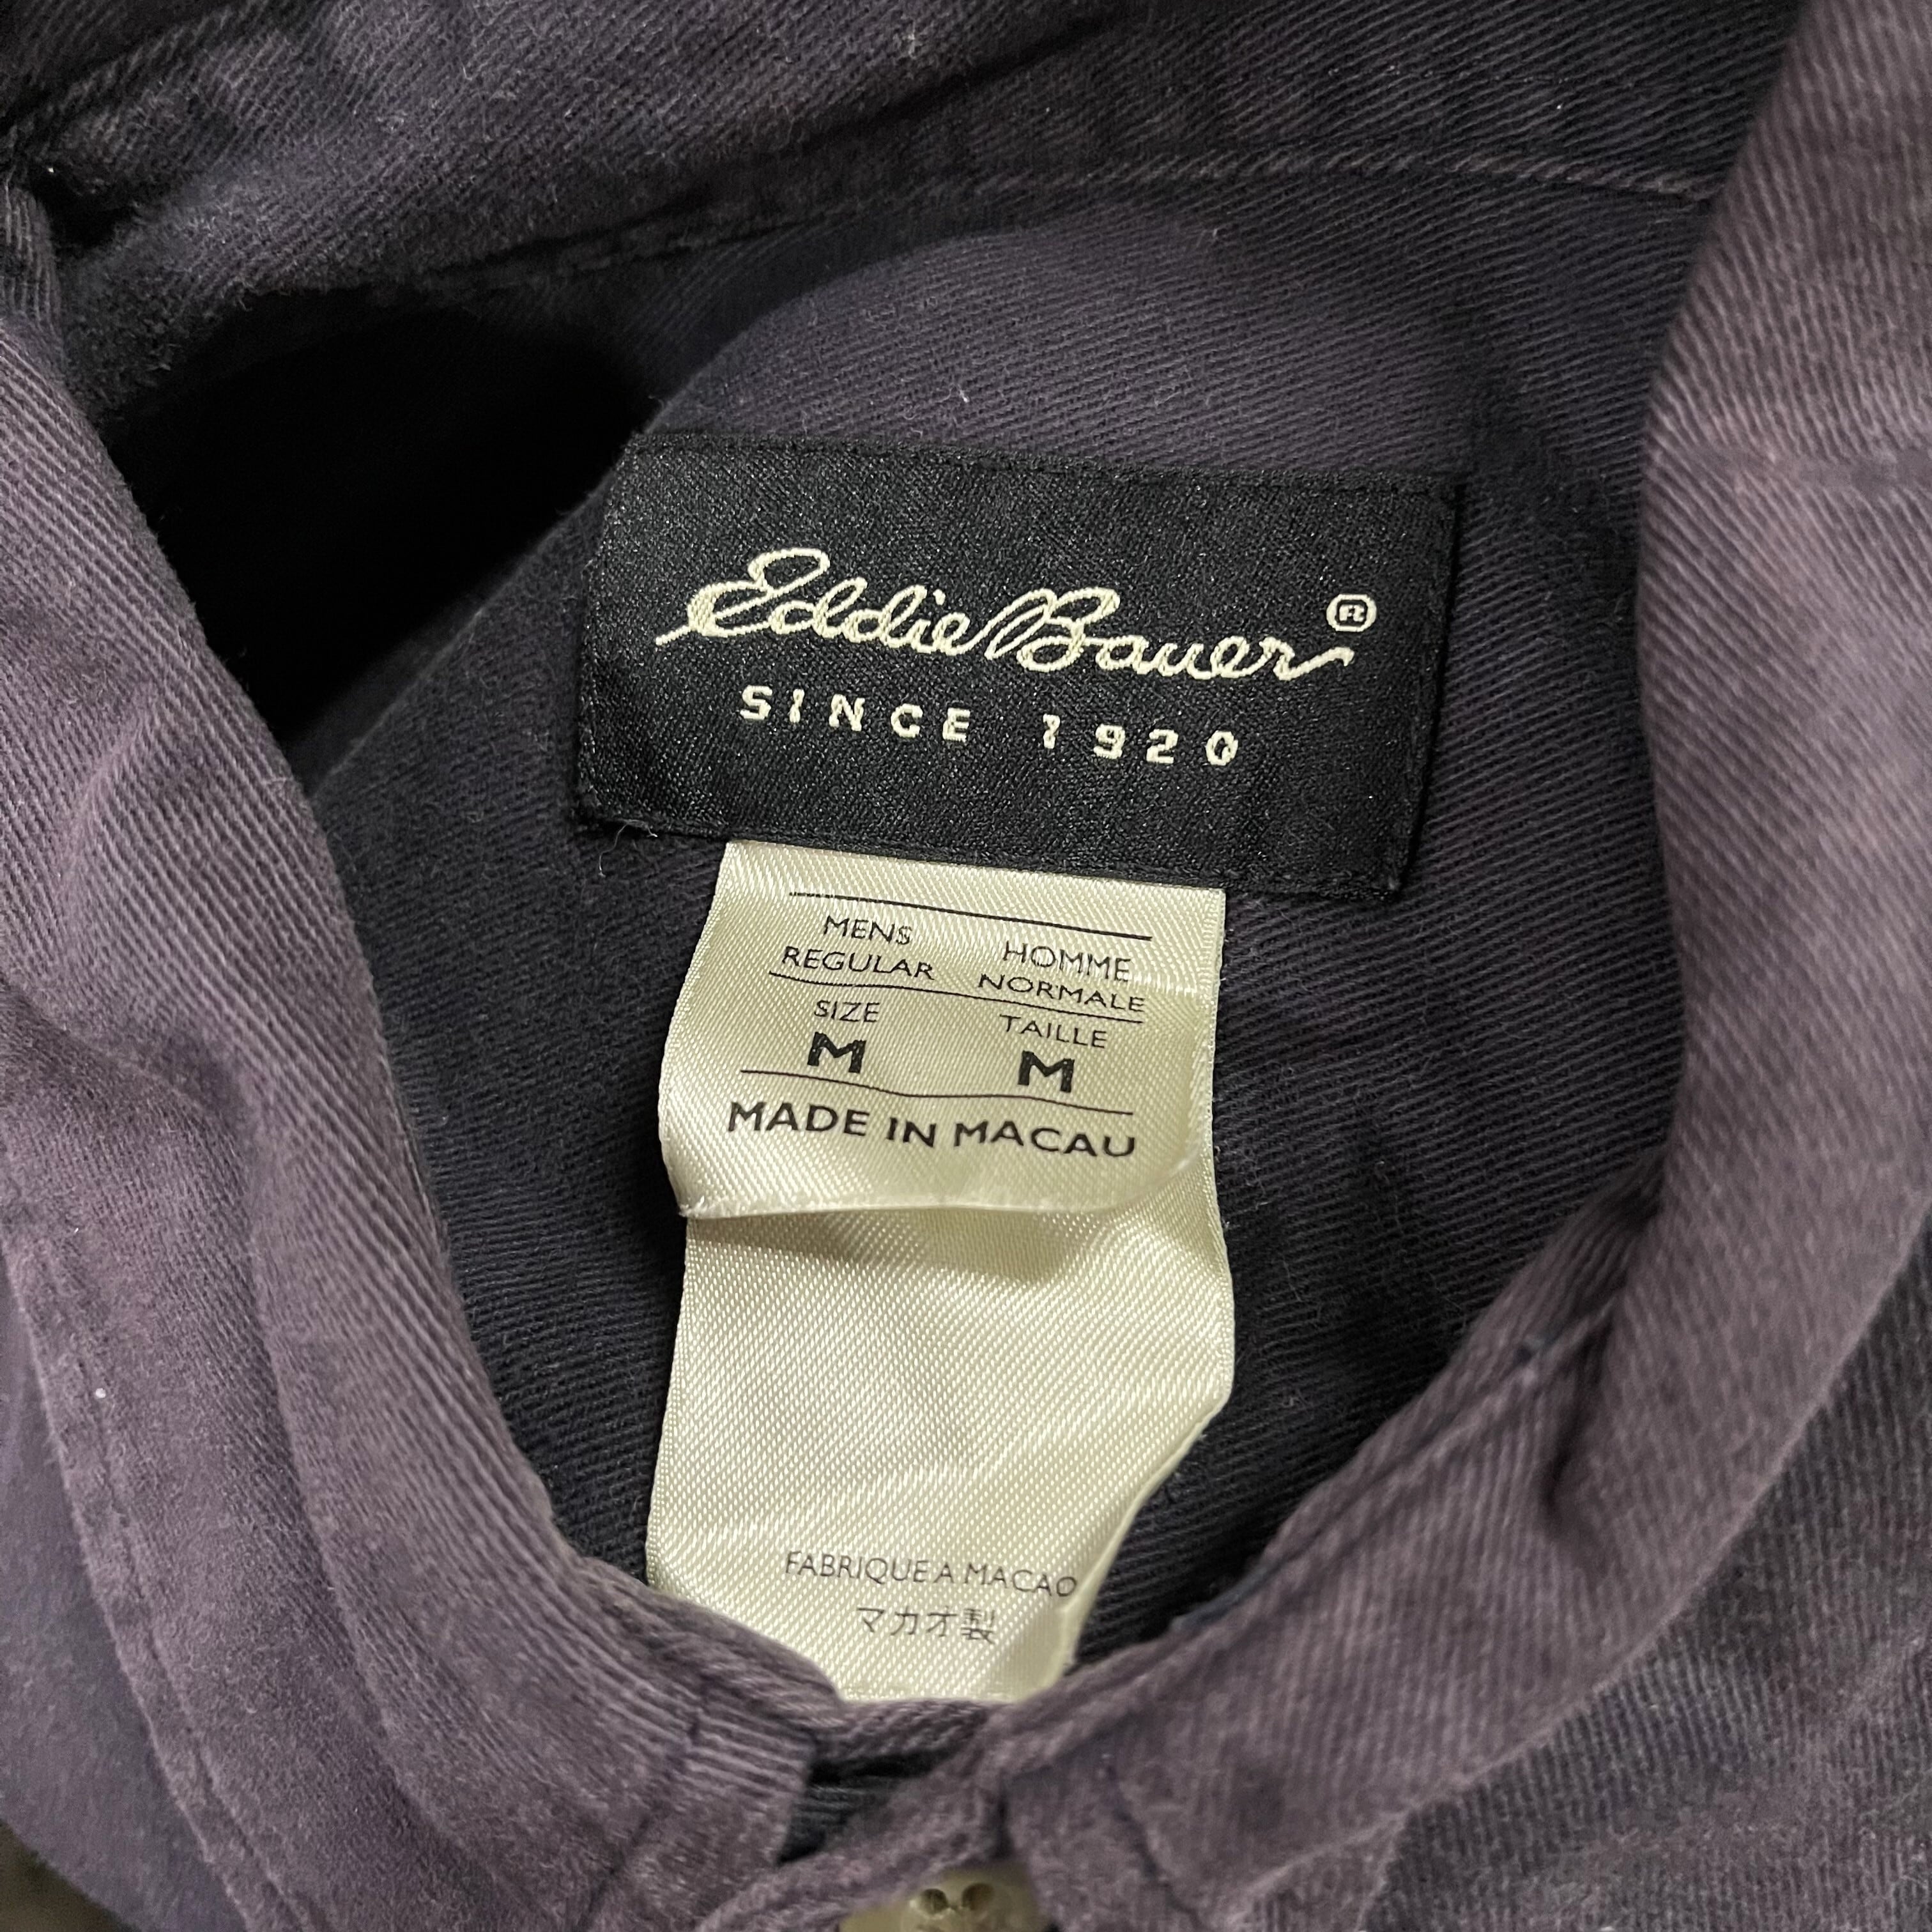 Eddie Bauer®
SINCE 1920
MENS HOMME
REGULAR NORMALE
SIZE TAILLE
M M
MADE IN MACAU
FABRIQUE A MACAO
マカオ製